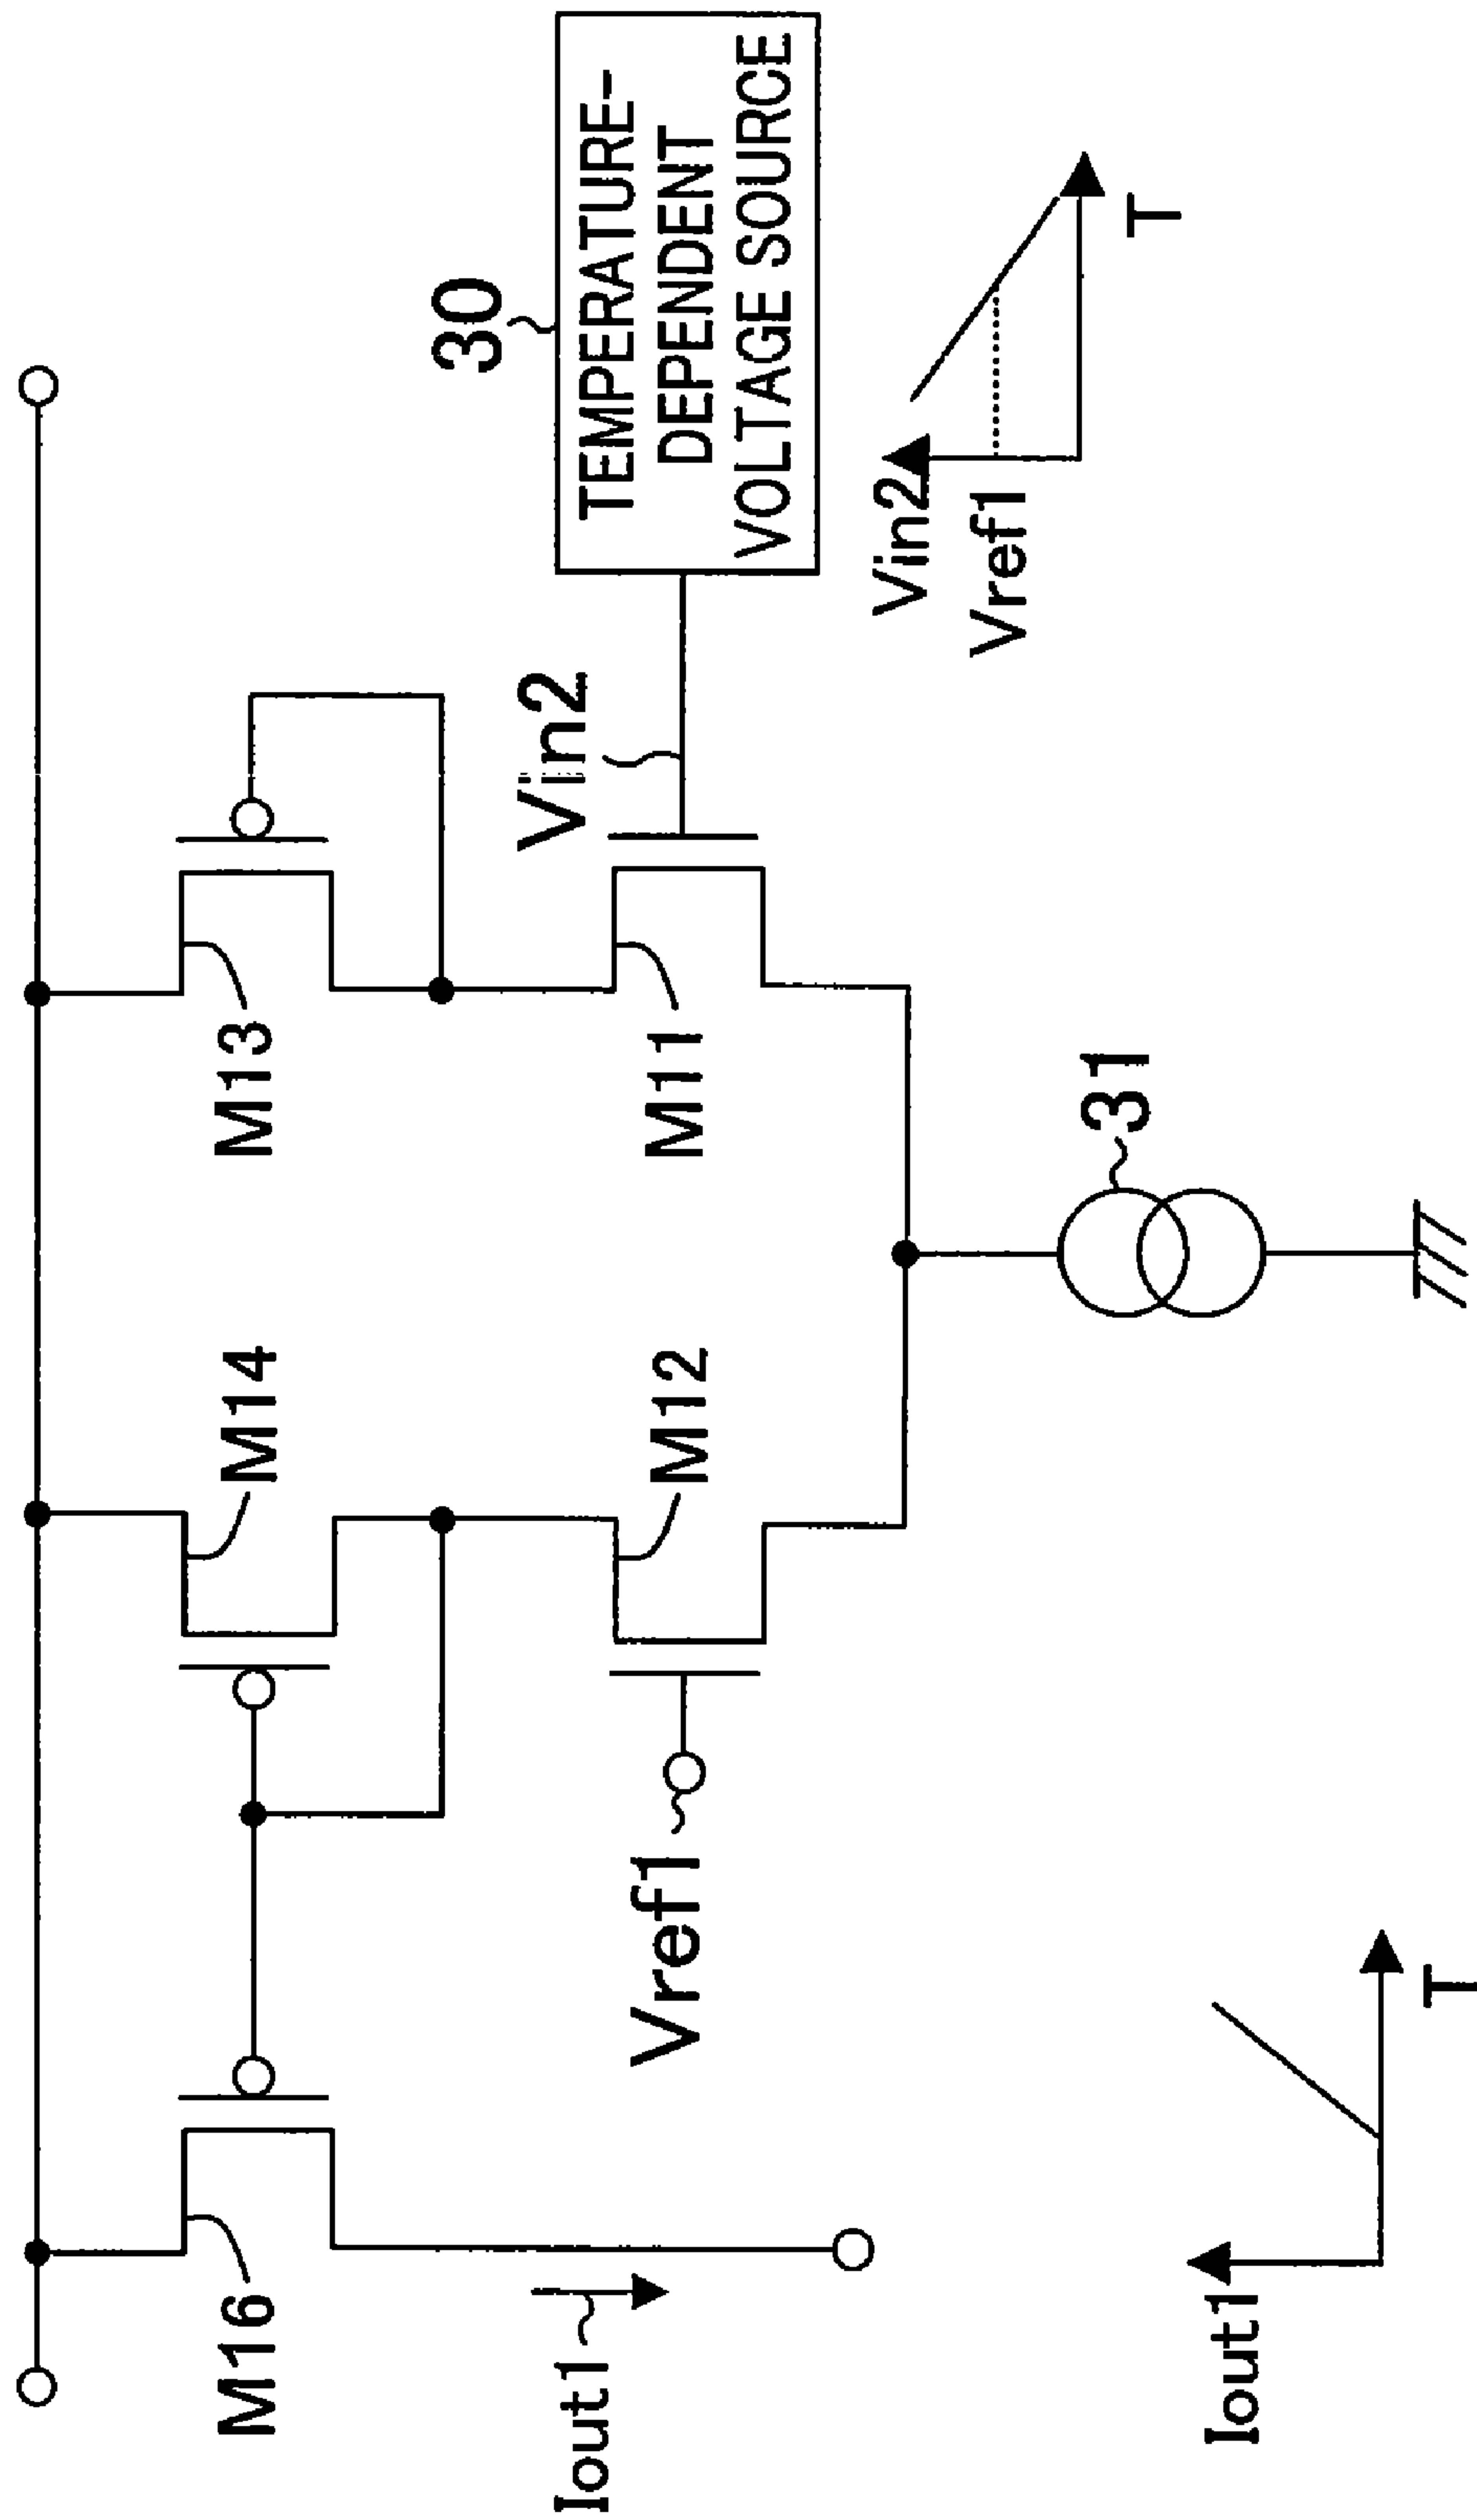 30
TEMPERATURE-
DEPENDENT
VOLTAGE SOURCE
M16
M14
M13
Vin2
Iout1
Vref1
M12
M11
Vin2
Vref1
T
31
Iout1
T